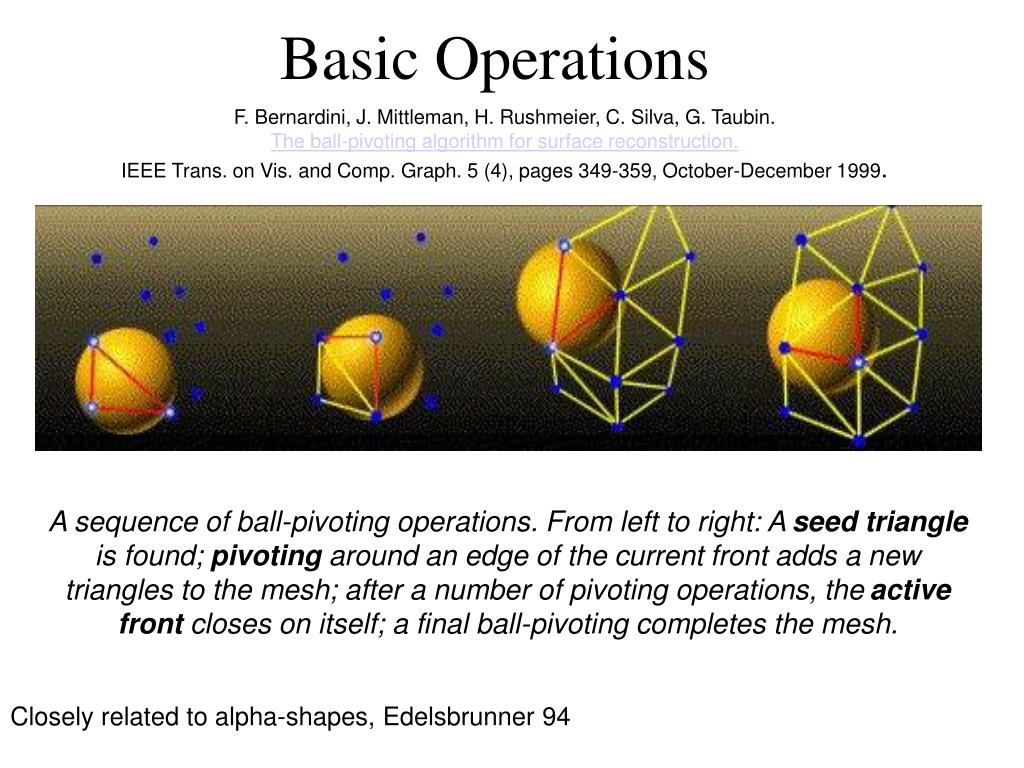 Basic Operations
F. Bernardini, J. Mittleman, H. Rushmeier, C. Silva, G. Taubin.
The ball-pivoting algorithm for surface reconstruction.
IEEE Trans. on Vis. and Comp. Graph. 5 (4), pages 349-359, October-December 1999.
A sequence of ball-pivoting operations. From left to right: A seed triangle
is found; pivoting around an edge of the current front adds a new
triangles to the mesh; after a number of pivoting operations, the active
front closes on itself; a final ball-pivoting completes the mesh.
Closely related to alpha-shapes, Edelsbrunner 94